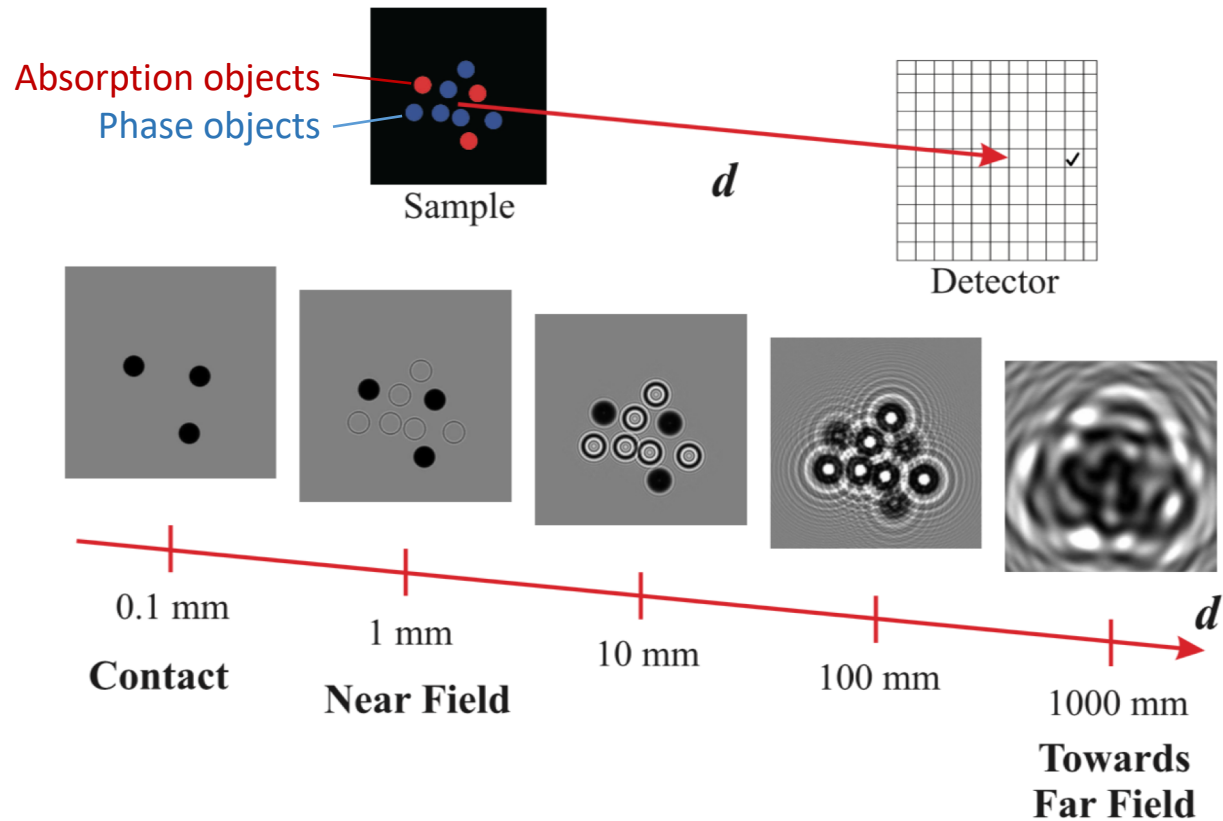 Absorption objects
Phase objects
Sample
d
Detector
0.1 mm
Contact
1 mm
Near Field
10 mm
100 mm
d
1000 mm
Towards
Far Field